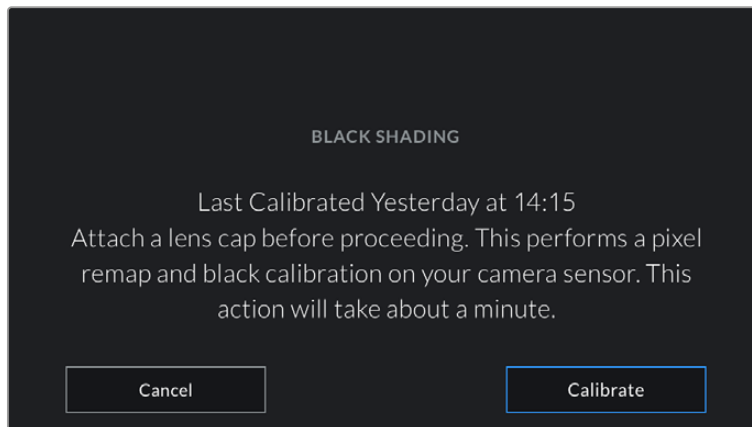 BLACK SHADING
Last Calibrated Yesterday at 14:15
Attach a lens cap before proceeding. This performs a pixel
remap and black calibration on your camera sensor. This
action will take about a minute.
Cancel
Calibrate